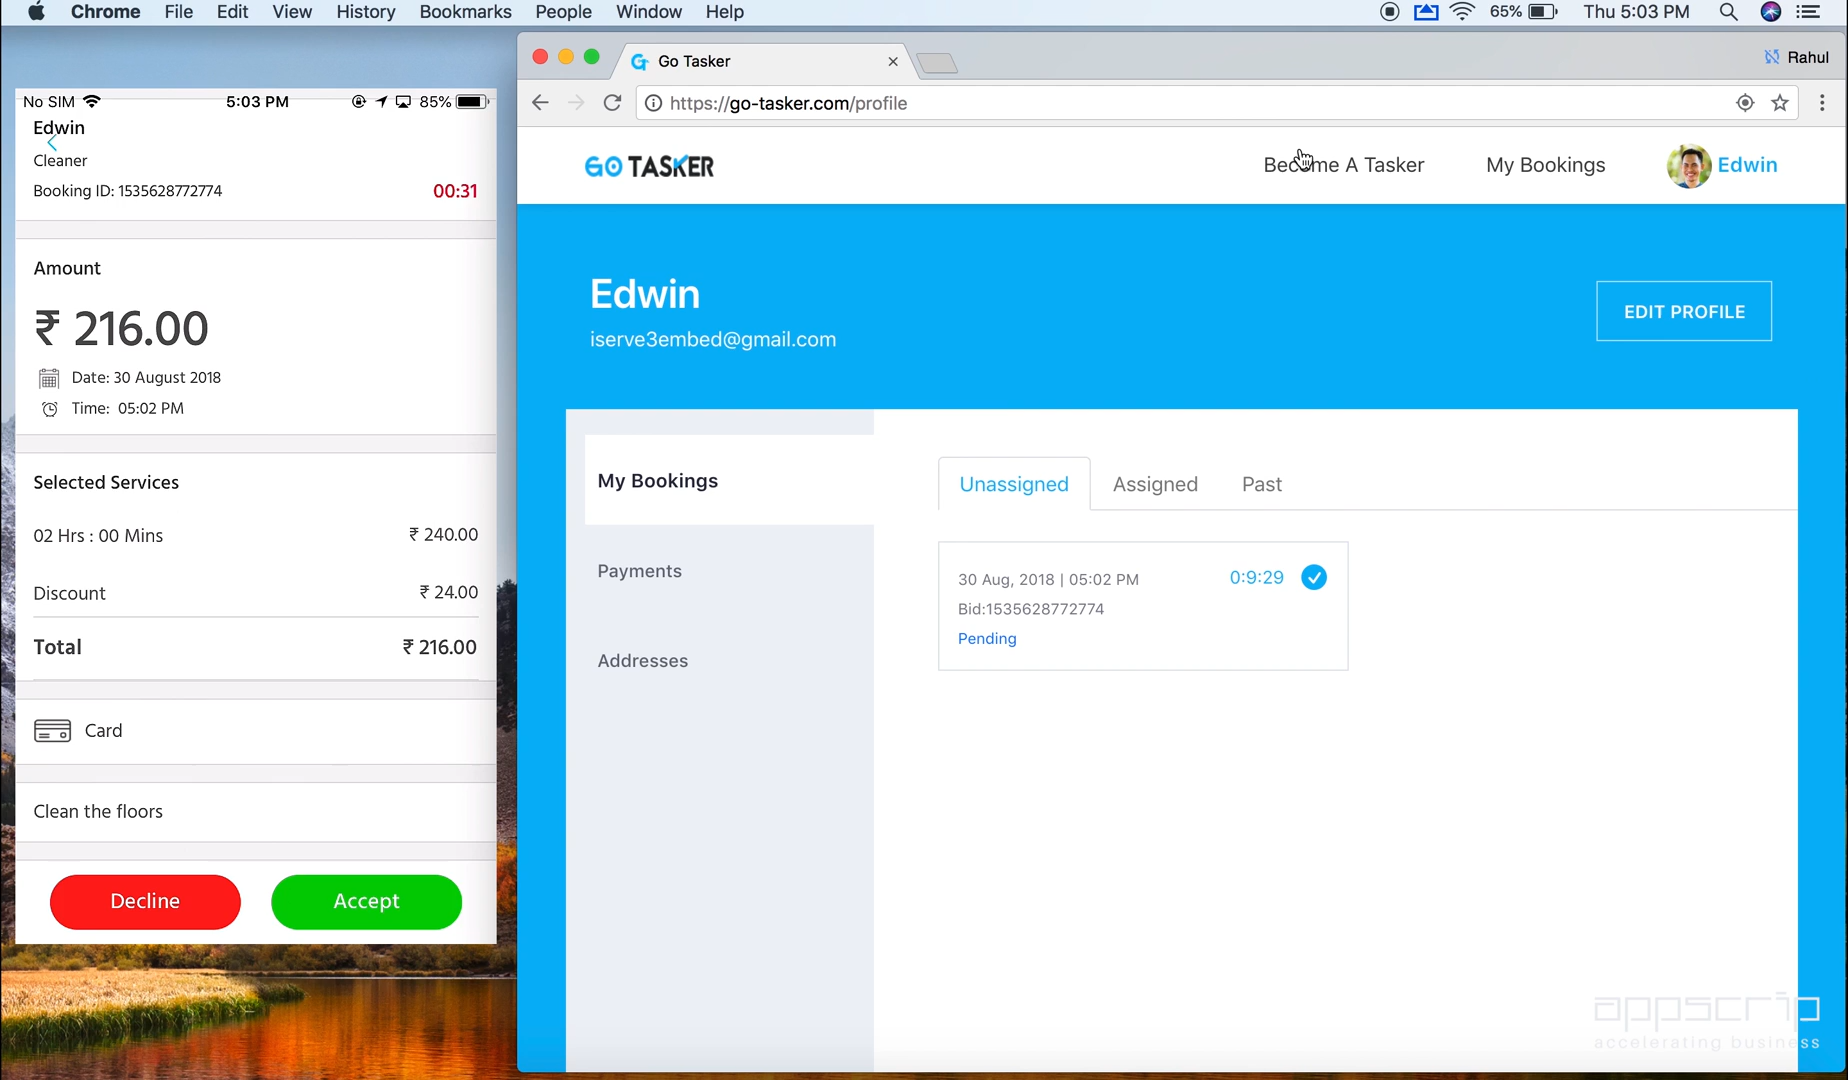 Chrome File Edit View History Bookmarks People Window Help
65% Thu 5:03 PM
Go Tasker
Rahul
https://go-tasker.com/profile
No SIM 5:03 PM 85%
Edwin
Cleaner
Booking ID: 1535628772774 00:31
Amount
₹ 216.00
Date: 30 August 2018
Time: 05:02 PM
Selected Services
02 Hrs : 00 Mins ₹ 240.00
Discount ₹ 24.00
Total ₹ 216.00
Card
Clean the floors
Decline Accept
GO TASKER
Become A Tasker My Bookings Edwin
Edwin
iserve3embed@gmail.com
EDIT PROFILE
My Bookings
Payments
Addresses
Unassigned Assigned Past
30 Aug, 2018 | 05:02 PM 0:9:29
Bid:1535628772774
Pending
appscrip
accelerating business